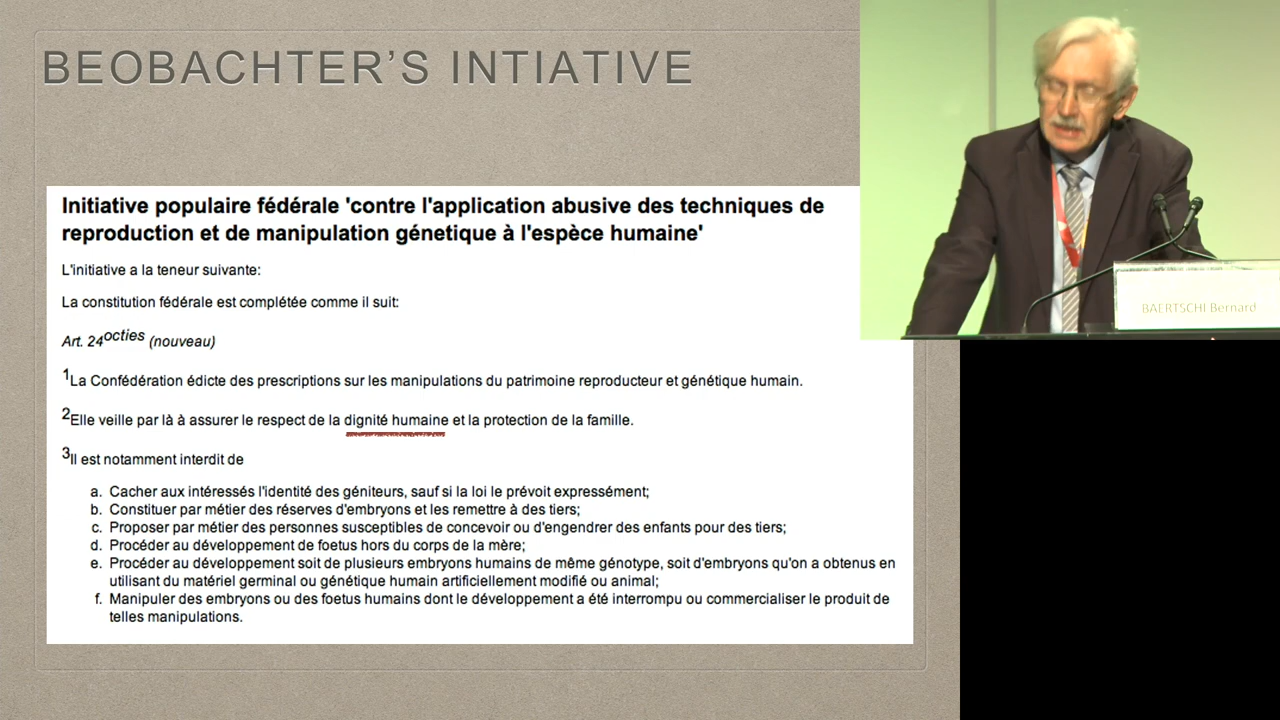 BEOBACHTER'S INTIATIVE
Initiative populaire fédérale 'contre l'application abusive des techniques de
reproduction et de manipulation génetique à l'espèce humaine'
L'initiative a la teneur suivante:
La constitution fédérale est complétée comme il suit:
Art. 24octies (nouveau)
1La Confédération édicte des prescriptions sur les manipulations du patrimoine reproducteur et génétique humain.
2Elle veille par là à assurer le respect de la dignité humaine et la protection de la famille.
3Il est notamment interdit de
a. Cacher aux intéressés l'identité des géniteurs, sauf si la loi le prévoit expressément;
b. Constituer par métier des réserves d'embryons et les remettre à des tiers;
c. Proposer par métier des personnes susceptibles de concevoir ou d'engendrer des enfants pour des tiers;
d. Procéder au développement de foetus hors du corps de la mère;
e. Procéder au développement soit de plusieurs embryons humains de même génotype, soit d'embryons qu'on a obtenus en
utilisant du matériel germinal ou génétique humain artificiellement modifié ou animal;
f. Manipuler des embryons ou des foetus humains dont le développement a été interrompu ou commercialiser le produit de
telles manipulations.
BAERTSCHI Bernard